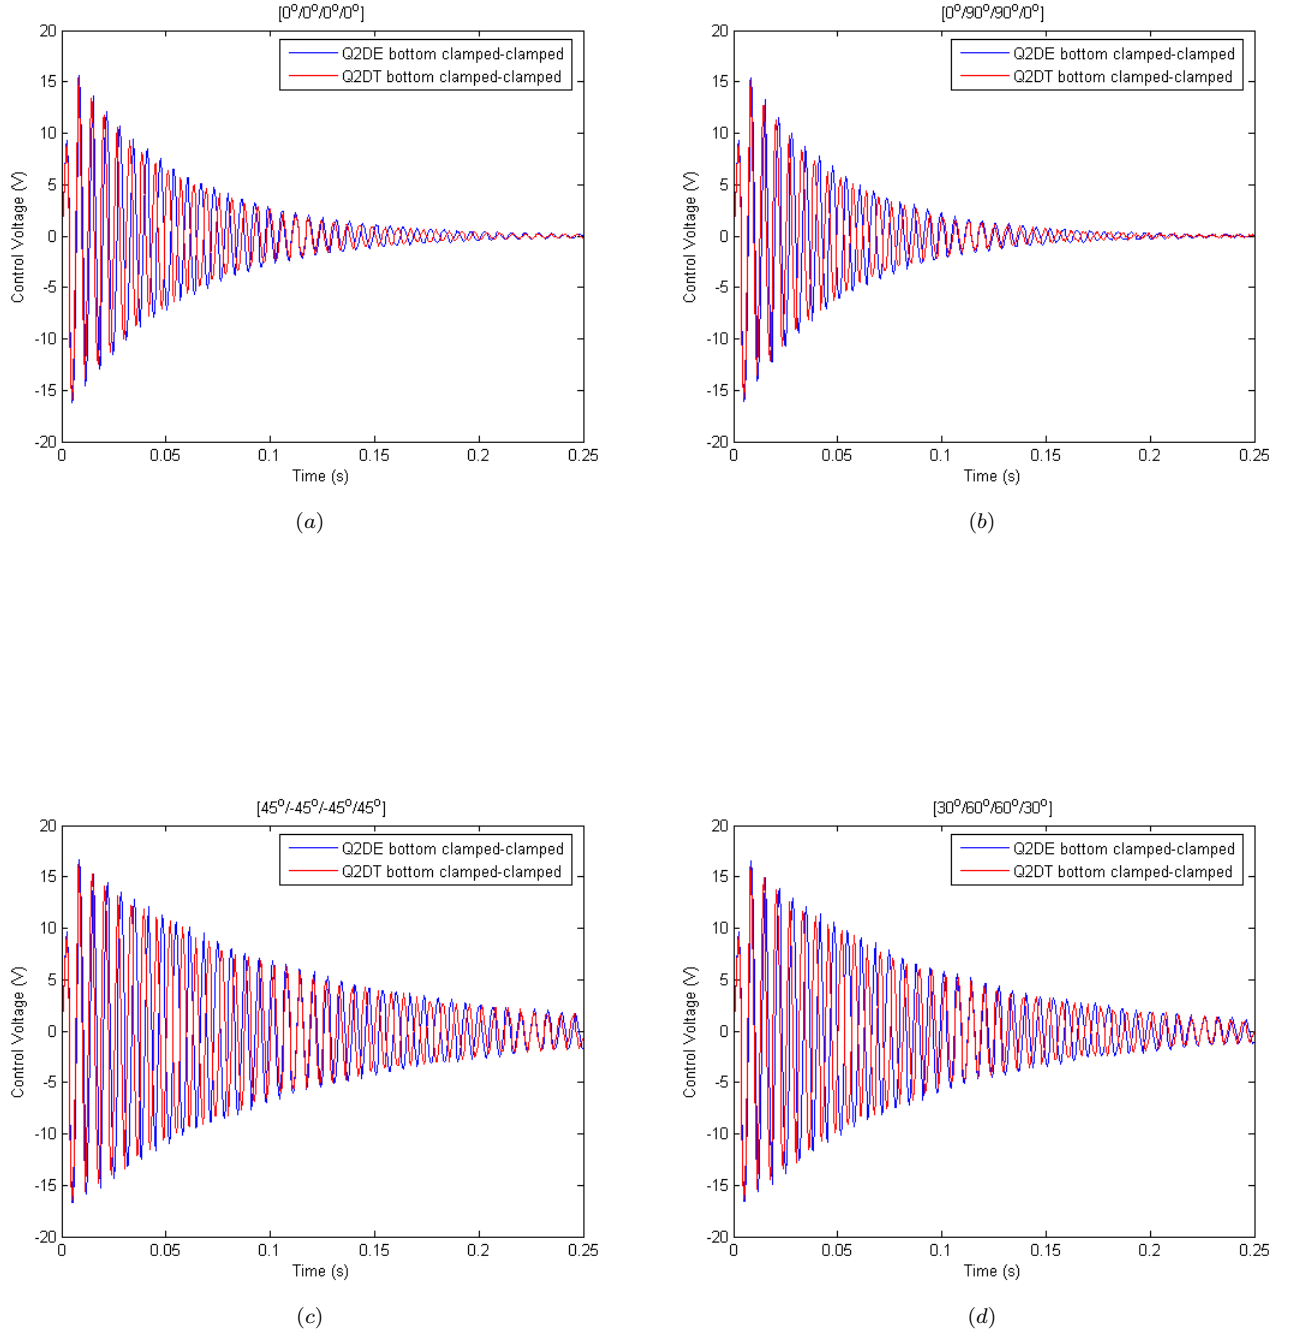 [0°/0°/0°/0°]
20
15
10
5
0
-5
-10
-15
-20
Control Voltage (V)
Q2DE bottom clamped-clamped
Q2DT bottom clamped-clamped
0 0.05 0.1 0.15 0.2 0.25
Time (s)
(a)
[0°/90°/90°/0°]
20
15
10
5
0
-5
-10
-15
-20
Control Voltage (V)
Q2DE bottom clamped-clamped
Q2DT bottom clamped-clamped
0 0.05 0.1 0.15 0.2 0.25
Time (s)
(b)
[45°/-45°/-45°/45°]
20
15
10
5
0
-5
-10
-15
-20
Control Voltage (V)
Q2DE bottom clamped-clamped
Q2DT bottom clamped-clamped
0 0.05 0.1 0.15 0.2 0.25
Time (s)
(c)
[30°/60°/60°/30°]
20
15
10
5
0
-5
-10
-15
-20
Control Voltage (V)
Q2DE bottom clamped-clamped
Q2DT bottom clamped-clamped
0 0.05 0.1 0.15 0.2 0.25
Time (s)
(d)